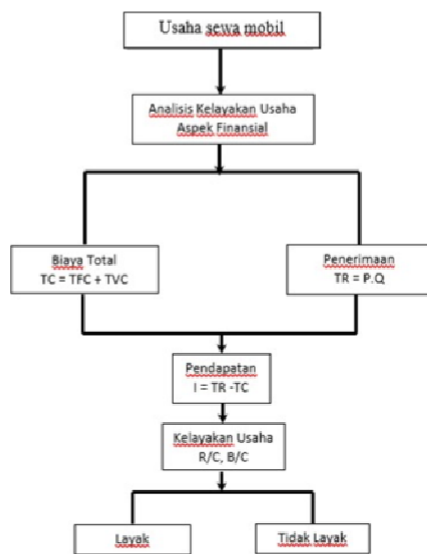 Usaha sewa mobil
Analisis Kelayakan Usaha
Aspek Finansial
Biaya Total
TC = TFC + TVC
Penerimaan
TR = P.Q
Pendapatan
I = TR -TC
Kelayakan Usaha
R/C, B/C
Layak
Tidak Layak